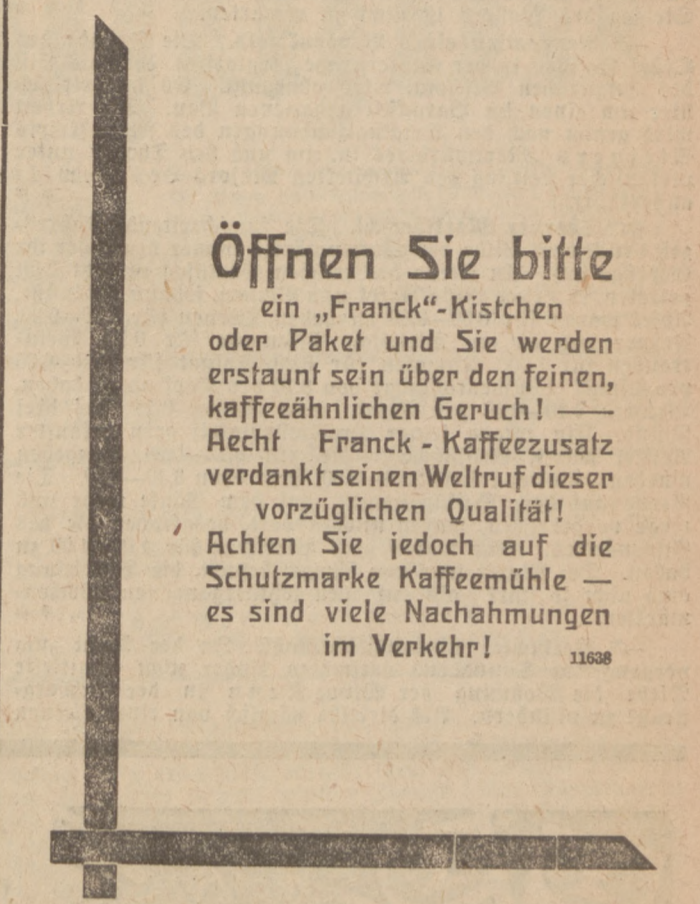 Öffnen Sie bitte
ein „Franck“-Kistchen
oder Paket und Sie werden
erstaunt sein über den feinen,
kaffeeähnlichen Geruch! —
Aecht Franck - Kaffeezusatz
verdankt seinen Weltruf dieser
vorzüglichen Qualität!
Achten Sie jedoch auf die
Schutzmarke Kaffeemühle —
es sind viele Nachahmungen
im Verkehr!
11638